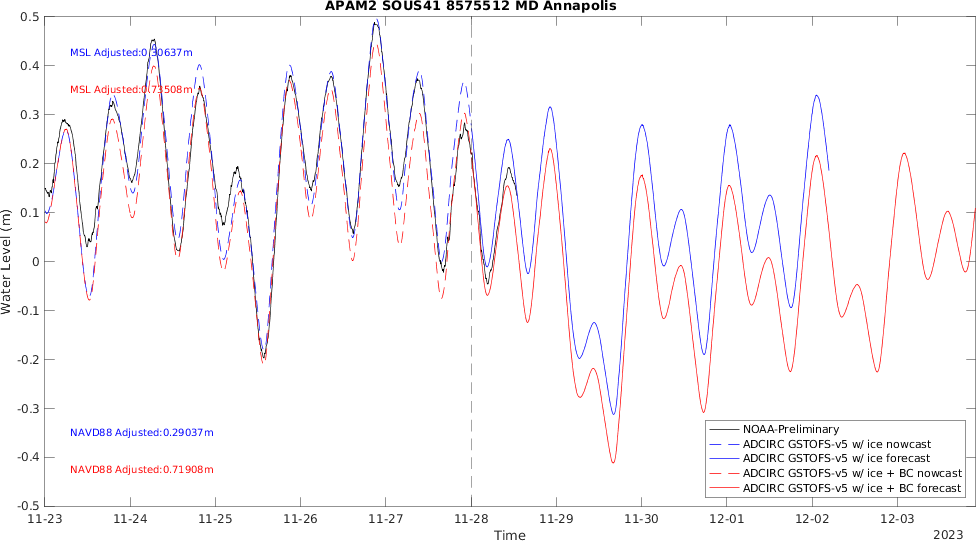 APAM2 SOUS41 8575512 MD Annapolis
0.5
0.4
0.3
0.2
0.1
0
-0.1
-0.2
-0.3
-0.4
-0.5
Water Level (m)
MSL Adjusted:0.30637m
MSL Adjusted:0.73508m
NAVD88 Adjusted:0.29037m
NAVD88 Adjusted:0.71908m
NOAA-Preliminary
ADCIRC GSTOFS-v5 w/ ice nowcast
ADCIRC GSTOFS-v5 w/ ice forecast
ADCIRC GSTOFS-v5 w/ ice + BC nowcast
ADCIRC GSTOFS-v5 w/ ice + BC forecast
11-23 11-24 11-25 11-26 11-27 11-28 11-29 11-30 12-01 12-02 12-03
Time
2023